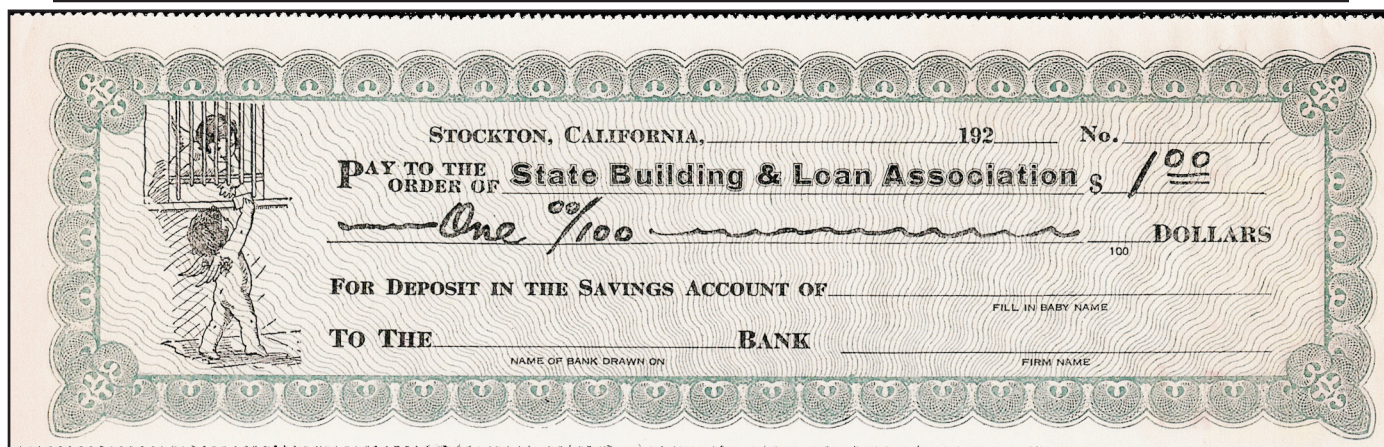 STOCKTON, CALIFORNIA, 192 No.
PAY TO THE ORDER OF State Building & Loan Association $ 1 00
One 00/100 100 DOLLARS
FOR DEPOSIT IN THE SAVINGS ACCOUNT OF
FILL IN BABY NAME
TO THE BANK
NAME OF BANK DRAWN ON FIRM NAME